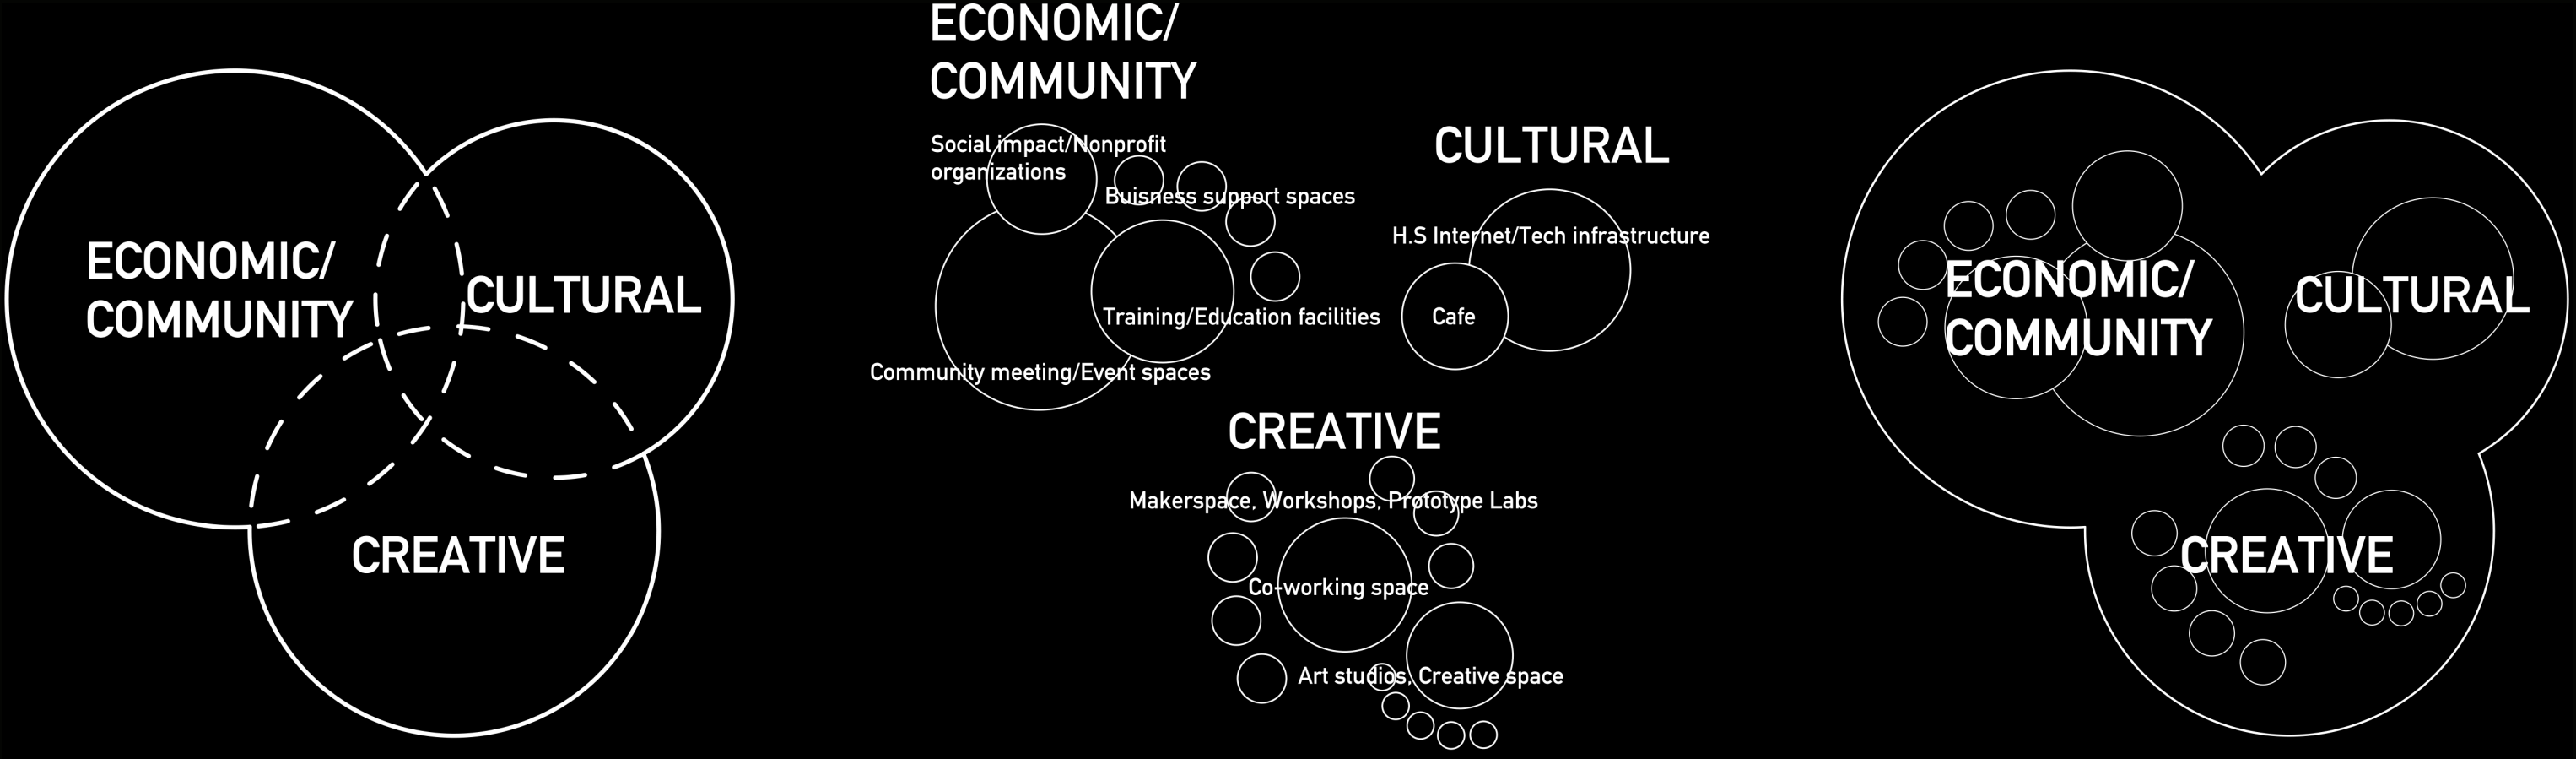 ECONOMIC/
COMMUNITY
CULTURAL
CREATIVE
ECONOMIC/
COMMUNITY
Social impact/Nonprofit
organizations
Buisness support spaces
Training/Education facilities
Community meeting/Event spaces
CULTURAL
H.S Internet/Tech infrastructure
Cafe
CREATIVE
Makerspace, Workshops, Prototype Labs
Co-working space
Art studios, Creative space
ECONOMIC/
COMMUNITY
CULTURAL
CREATIVE